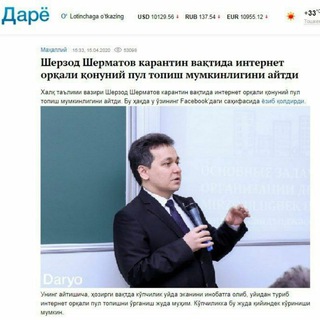 Дарё
Lotinchaga o'tkazing
USD 10129.56
RUB 137.54
EUR 10955.12
+33°
Маҳаллий
15:33, 15.04.2020
Шерзод Шерматов карантин вақтида интернет
орқали қонуний пул топиш мумкинлигини айтди
Халқ таълими вазири Шерзод Шерматов карантин вақтида интернет орқали қонуний пул
топиш мумкинлигини айтди. Бу ҳақда у ўзининг Facebook'даги саҳифасида ёзиб қолдирди.
ОСНОВНЫЕ ЗАДА
Daryo
Унинг айтишича, ҳозирги вақтда кўпчилик уйда эканини инобатга олиб, уйидан туриб
интернет орқали пул топишни ўрганиш жуда муҳим. Кўпчиликка бу жуда қийиндек кўриниши
мумкин.